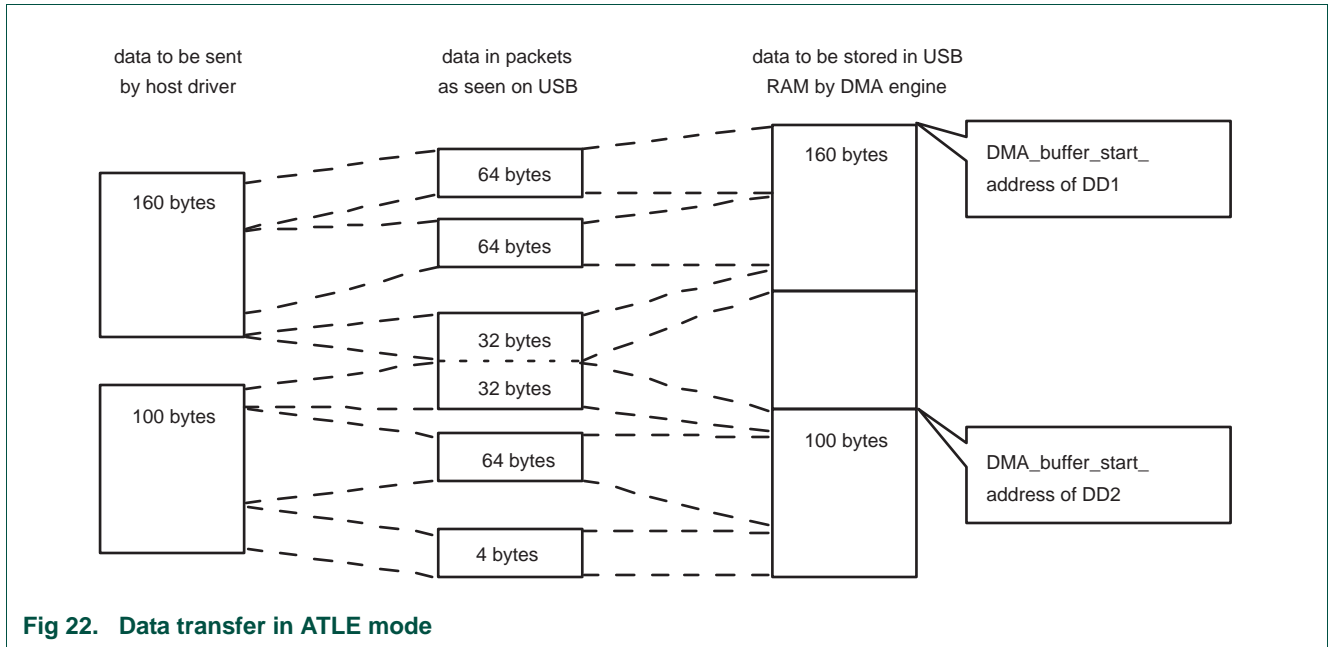 data to be sent
by host driver
data in packets
as seen on USB
data to be stored in USB
RAM by DMA engine
160 bytes
100 bytes
64 bytes
64 bytes
32 bytes
32 bytes
64 bytes
4 bytes
160 bytes
100 bytes
DMA_buffer_start_
address of DD1
DMA_buffer_start_
address of DD2
Fig 22. Data transfer in ATLE mode